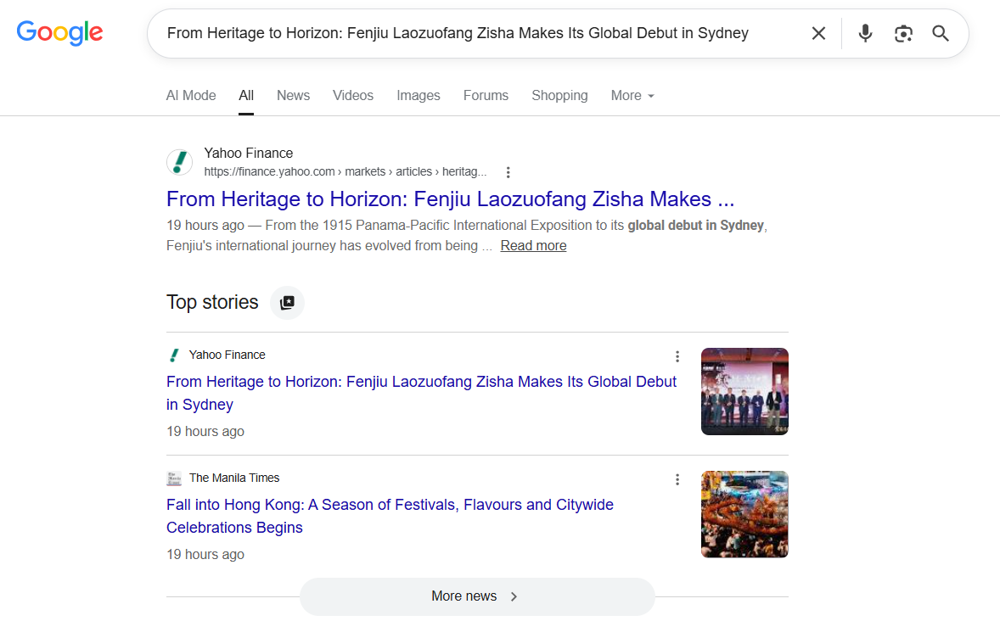 Google
From Heritage to Horizon: Fenjiu Laozuofang Zisha Makes Its Global Debut in Sydney
AI Mode All News Videos Images Forums Shopping More
Yahoo Finance
https://finance.yahoo.com › markets › articles › heritag...
From Heritage to Horizon: Fenjiu Laozuofang Zisha Makes ...
19 hours ago — From the 1915 Panama-Pacific International Exposition to its global debut in Sydney,
Fenjiu's international journey has evolved from being ... Read more
Top stories
Yahoo Finance
From Heritage to Horizon: Fenjiu Laozuofang Zisha Makes Its Global Debut
in Sydney
19 hours ago
The Manila Times
Fall into Hong Kong: A Season of Festivals, Flavours and Citywide
Celebrations Begins
19 hours ago
More news